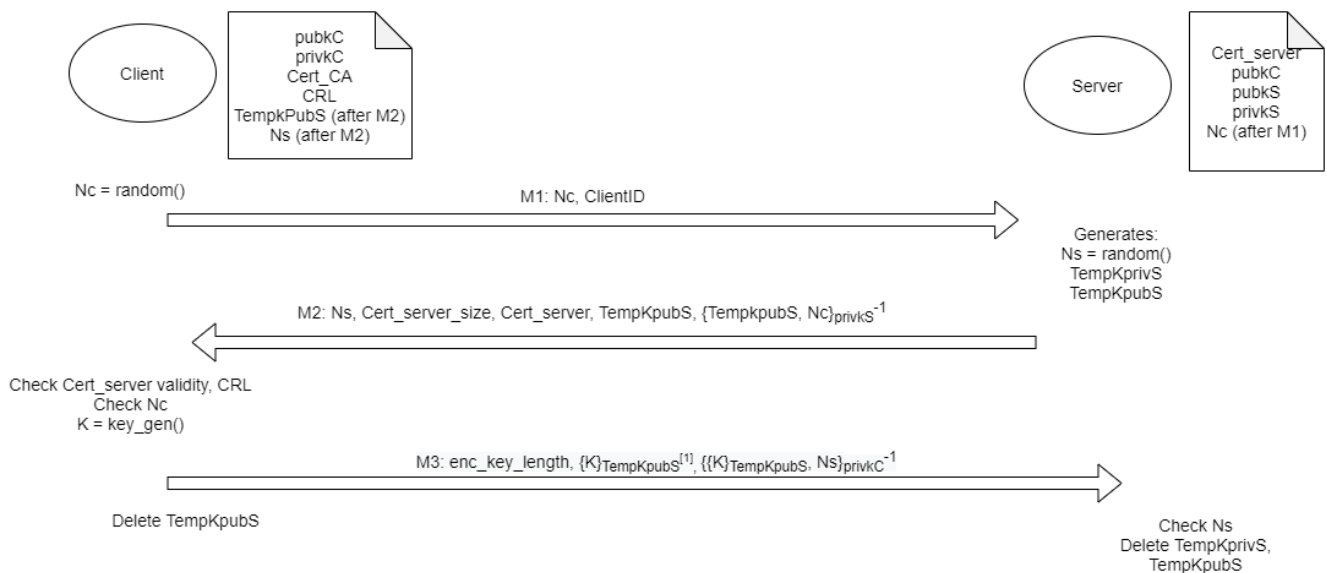 Client
pubkC
privkC
Cert_CA
CRL
TempkPubS (after M2)
Ns (after M2)
Server
Cert_server
pubkC
pubkS
privkS
Nc (after M1)
Nc = random()
M1: Nc, ClientID
Generates:
Ns = random()
TempKprivS
TempKpubS
M2: Ns, Cert_server_size, Cert_server, TempKpubS, {TempkpubS, Nc}privkS-1
Check Cert_server validity, CRL
Check Nc
K = key_gen()
M3: enc_key_length, {K}TempKpubS[1], {{K}TempKpubS, Ns}privkC-1
Delete TempKpubS
Check Ns
Delete TempKprivS,
TempKpubS